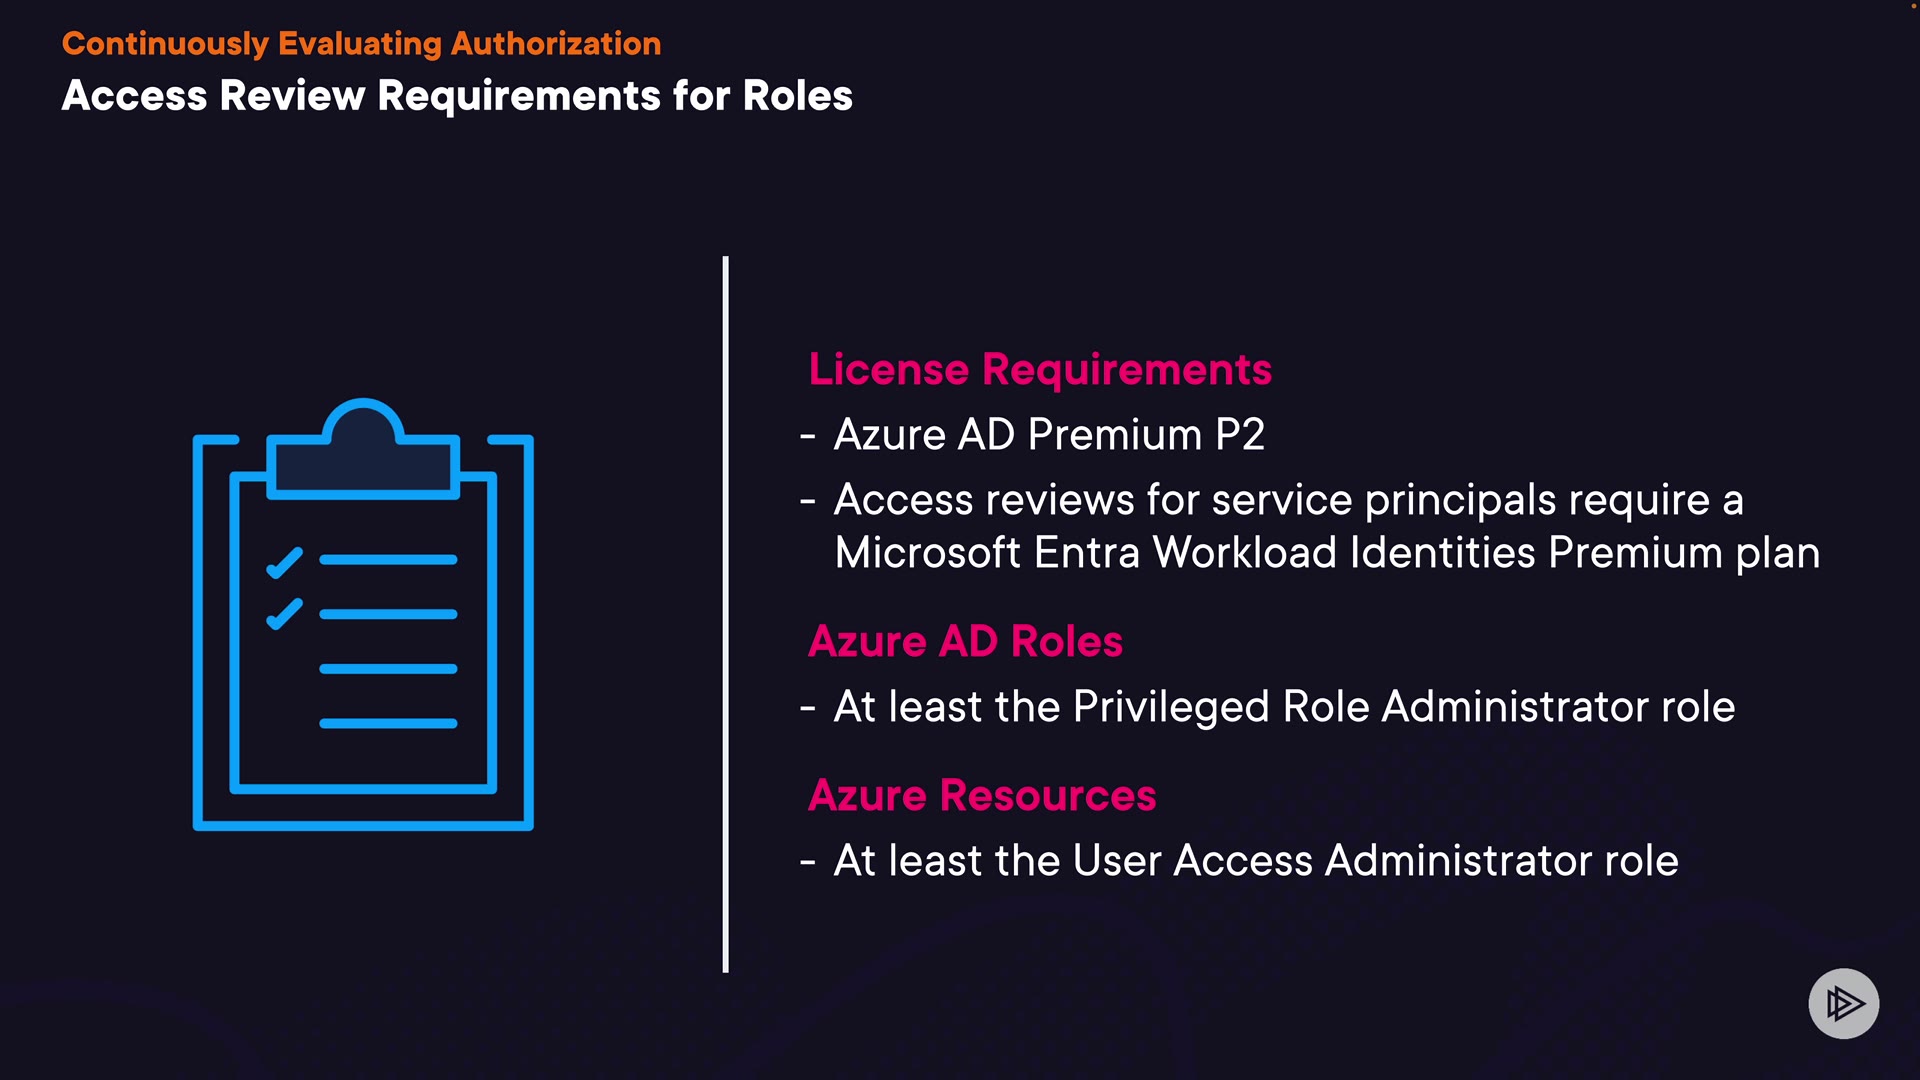 Continuously Evaluating Authorization
Access Review Requirements for Roles
License Requirements
- Azure AD Premium P2
- Access reviews for service principals require a
Microsoft Entra Workload Identities Premium plan
Azure AD Roles
- At least the Privileged Role Administrator role
Azure Resources
- At least the User Access Administrator role